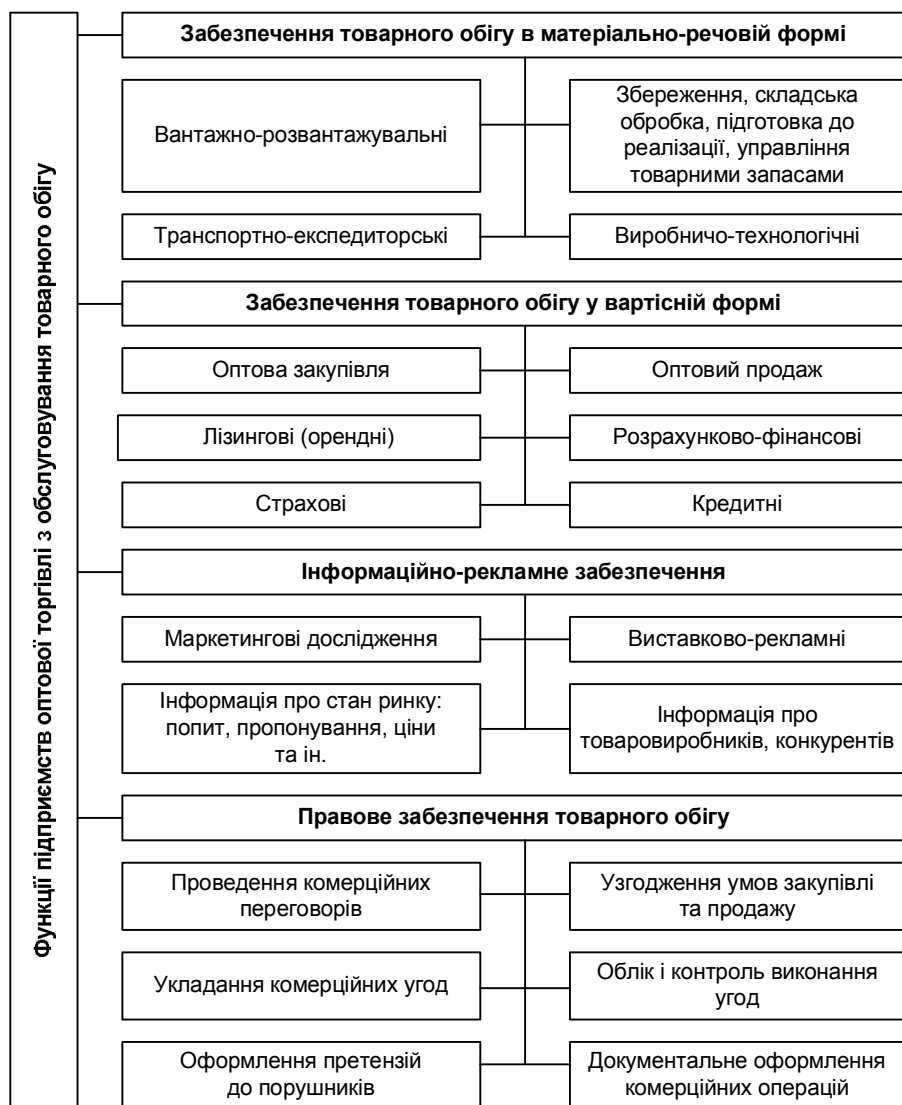 Функції підприємств оптової торгівлі з обслуговування товарного обігу
Забезпечення товарного обігу в матеріально-речовій формі
Вантажно-розвантажувальні
Збереження, складська
обробка, підготовка до
реалізації, управління
товарними запасами
Транспортно-експедиторські
Виробничо-технологічні
Забезпечення товарного обігу у вартісній формі
Оптова закупівля
Оптовий продаж
Лізингові (орендні)
Розрахунково-фінансові
Страхові
Кредитні
Інформаційно-рекламне забезпечення
Маркетингові дослідження
Виставково-рекламні
Інформація про стан ринку:
попит, пропонування, ціни
та ін.
Інформація про
товаровиробників, конкурентів
Правове забезпечення товарного обігу
Проведення комерційних
переговорів
Узгодження умов закупівлі
та продажу
Укладання комерційних угод
Облік і контроль виконання
угод
Оформлення претензій
до порушників
Документальне оформлення
комерційних операцій